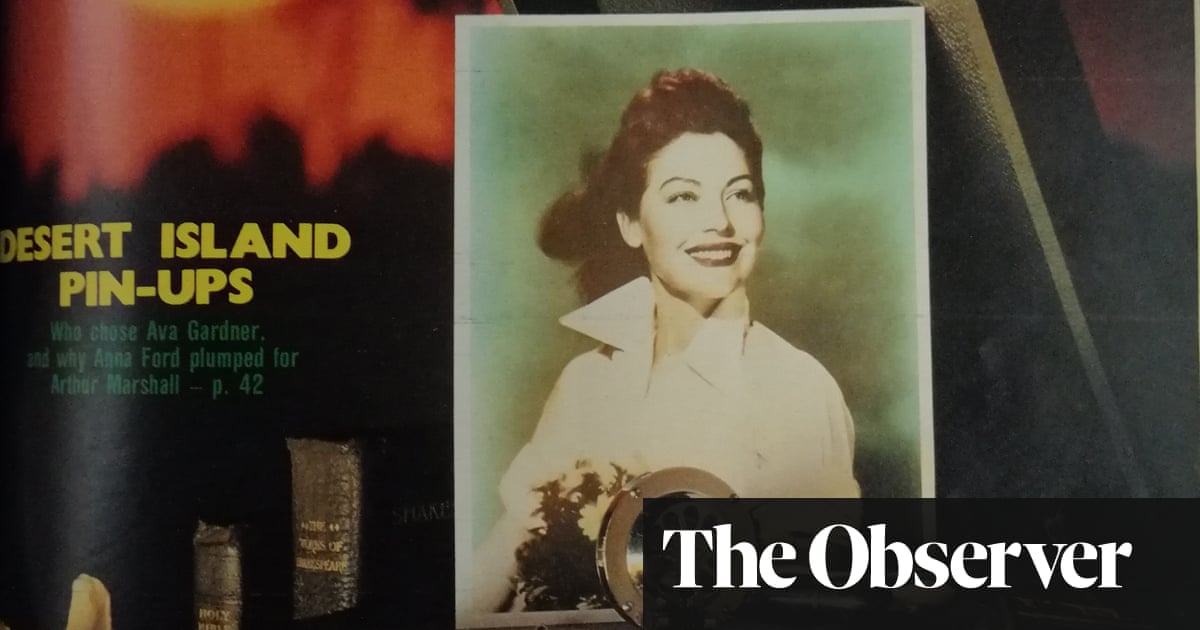 DESERT ISLAND
PIN-UPS
Who chose Ava Gardner,
and why Anna Ford plumped for
Arthur Marshall – p. 42
THE
WORKS OF
SHAKESPEARE
HOLY
BIBLE
The Observer